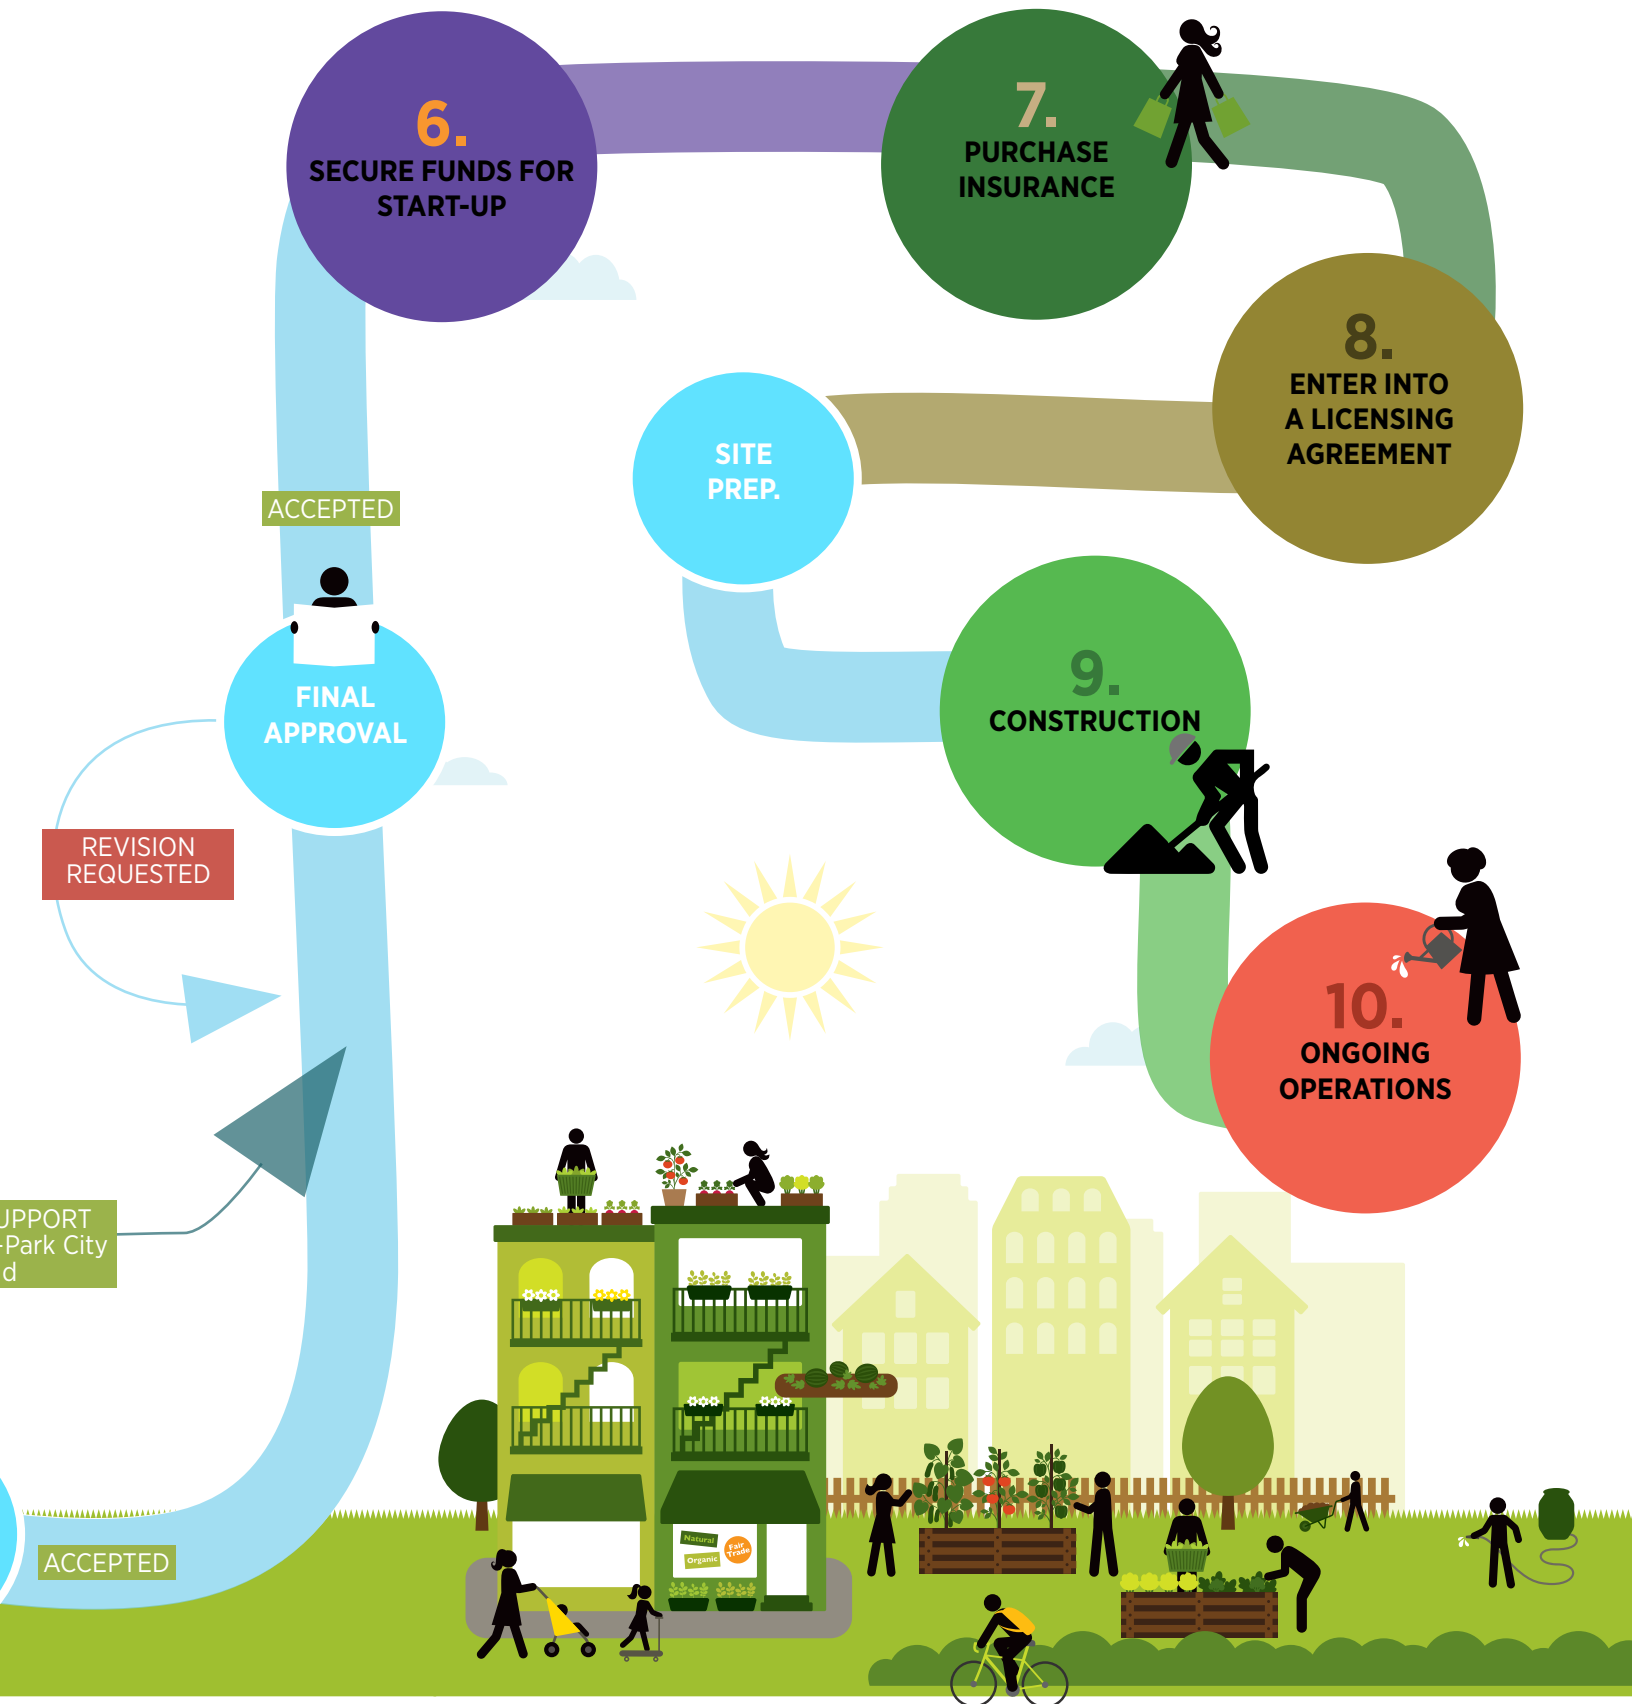 6.
SECURE FUNDS FOR
START-UP
7.
PURCHASE
INSURANCE
8.
ENTER INTO
A LICENSING
AGREEMENT
SITE
PREP.
ACCEPTED
FINAL
APPROVAL
9.
CONSTRUCTION
REVISION
REQUESTED
10.
ONGOING
OPERATIONS
UPPORT
-Park City
d
Natural
Organic
Fair
Trade
ACCEPTED